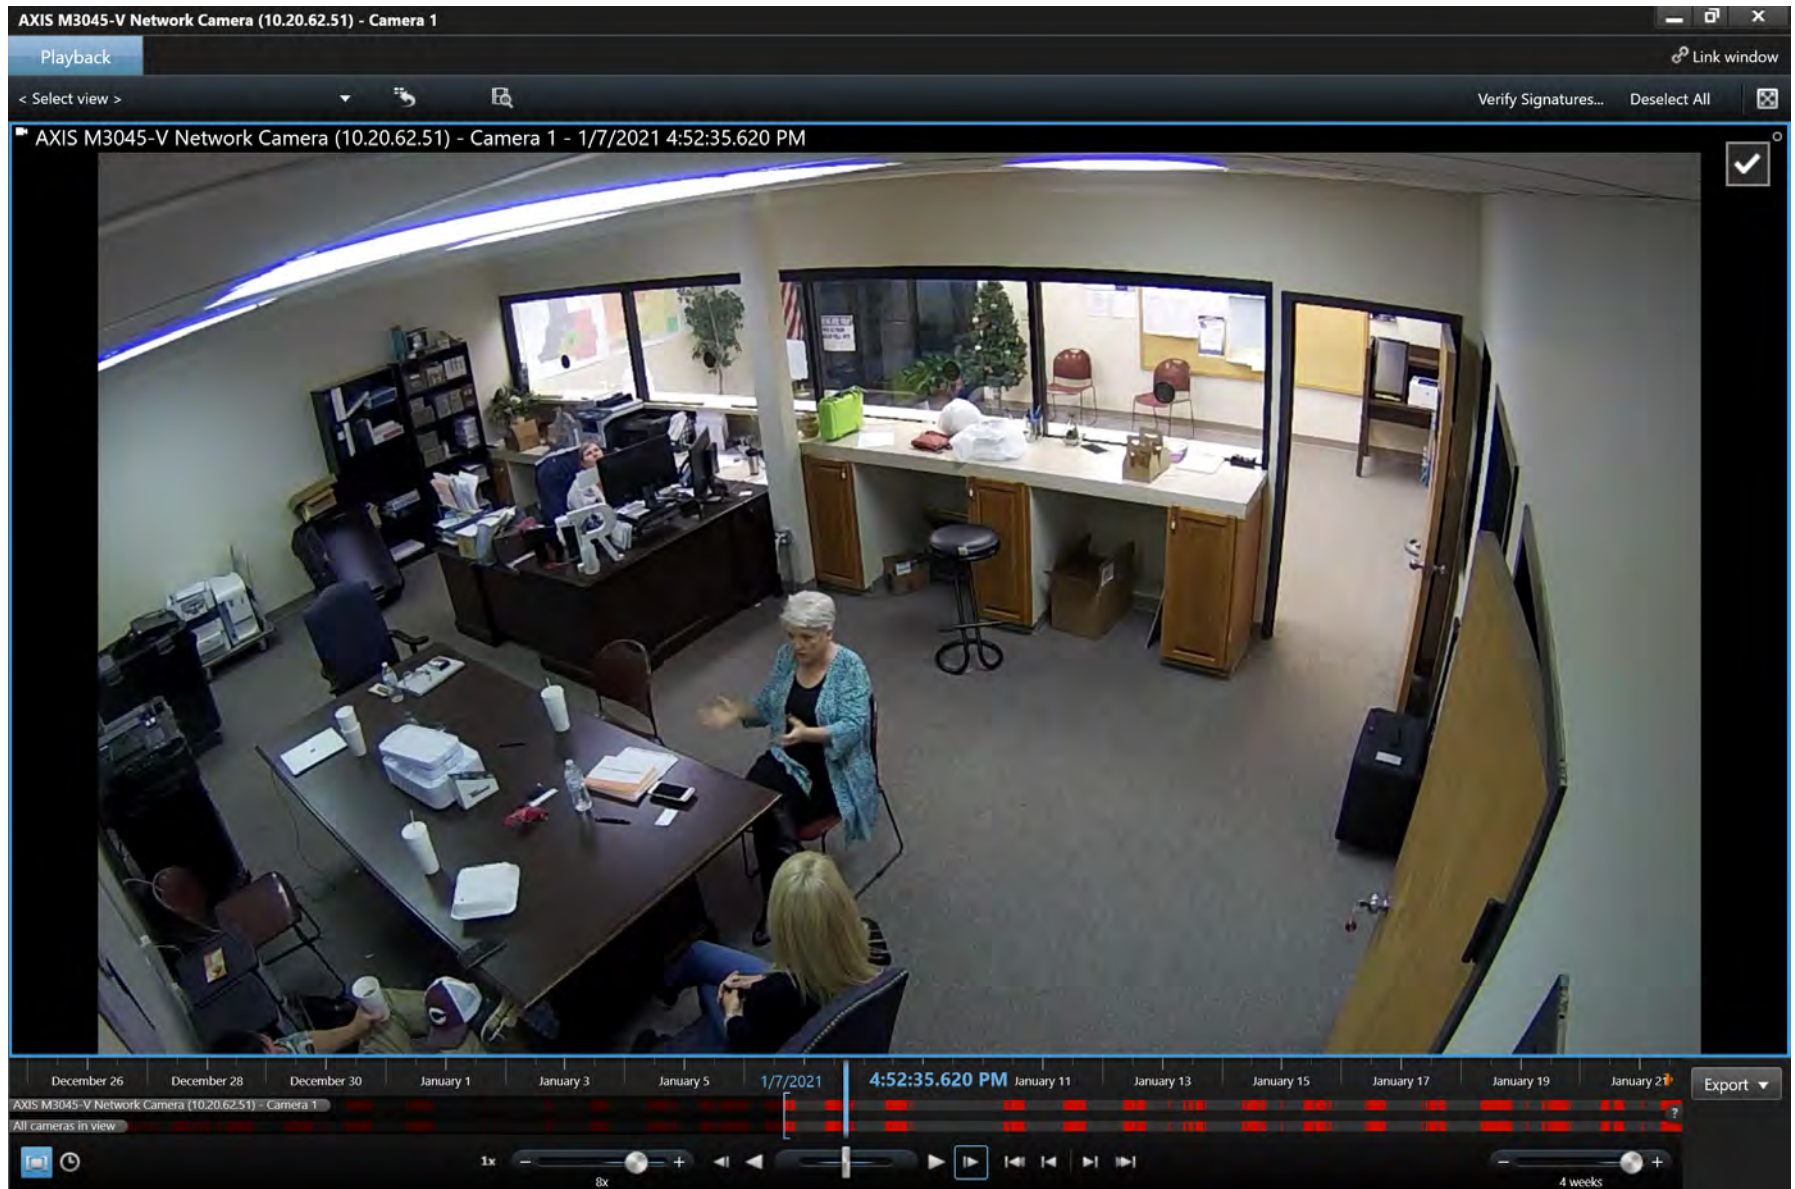 AXIS M3045-V Network Camera (10.20.62.51) - Camera 1
Playback
Link window
< Select view >
Verify Signatures...
Deselect All
AXIS M3045-V Network Camera (10.20.62.51) - Camera 1 - 1/7/2021 4:52:35.620 PM
R
C
December 26
December 28
December 30
January 1
January 3
January 5
1/7/2021
4:52:35.620 PM
January 11
January 13
January 15
January 17
January 19
January 21
Export
AXIS M3045-V Network Camera (10.20.62.51) - Camera 1
?
All cameras in view
1x
8x
4 weeks